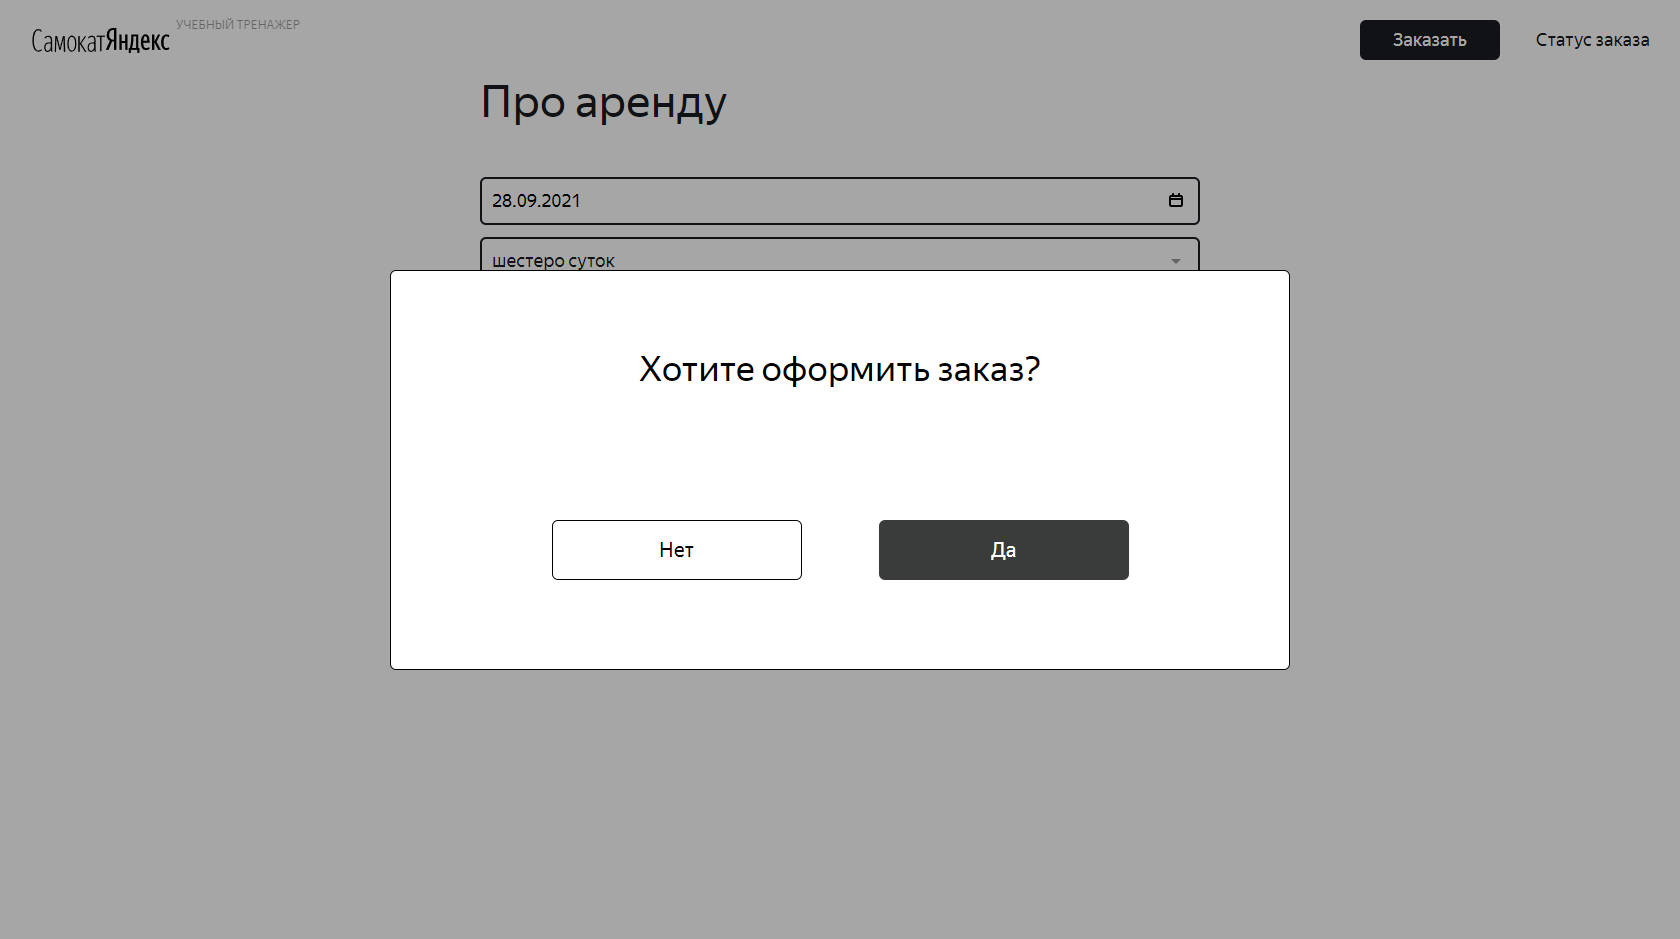 СамокатЯндекс
УЧЕБНЫЙ ТРЕНАЖЕР
Заказать
Статус заказа
Про аренду
28.09.2021
шестеро суток
Хотите оформить заказ?
Нет
Да